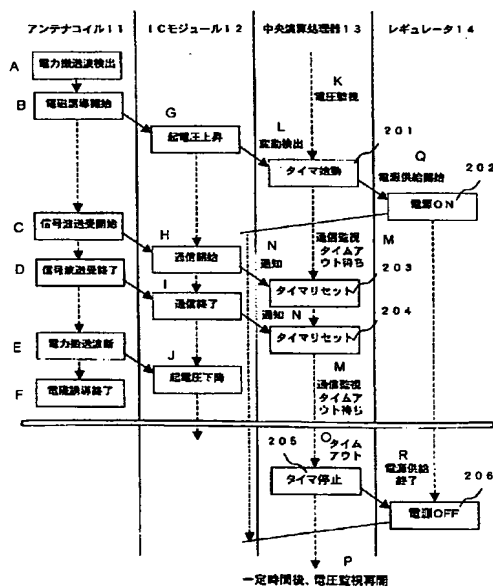 アンテナコイル11 ICモジュール12 中央演算処理器13 レギュレータ14
A 電力搬送波検出
B 電磁誘導開始
K 電圧監視
G 起電圧上昇
L 変動検出
201
タイマ始動
Q 電源供給開始
202
電源ON
C 信号波送受開始
H 通信開始
N 通知
通信監視 タイムアウト待ち
M
203
タイマリセット
D 信号波送受終了
I 通信終了
通知 N
204
タイマリセット
E 電力搬送波断
J 起電圧下降
M
通信監視 タイムアウト待ち
F 電磁誘導終了
205
O タイムアウト
タイマ停止
R 電源供給終了
206
電源OFF
P
一定時間後、電圧監視再開